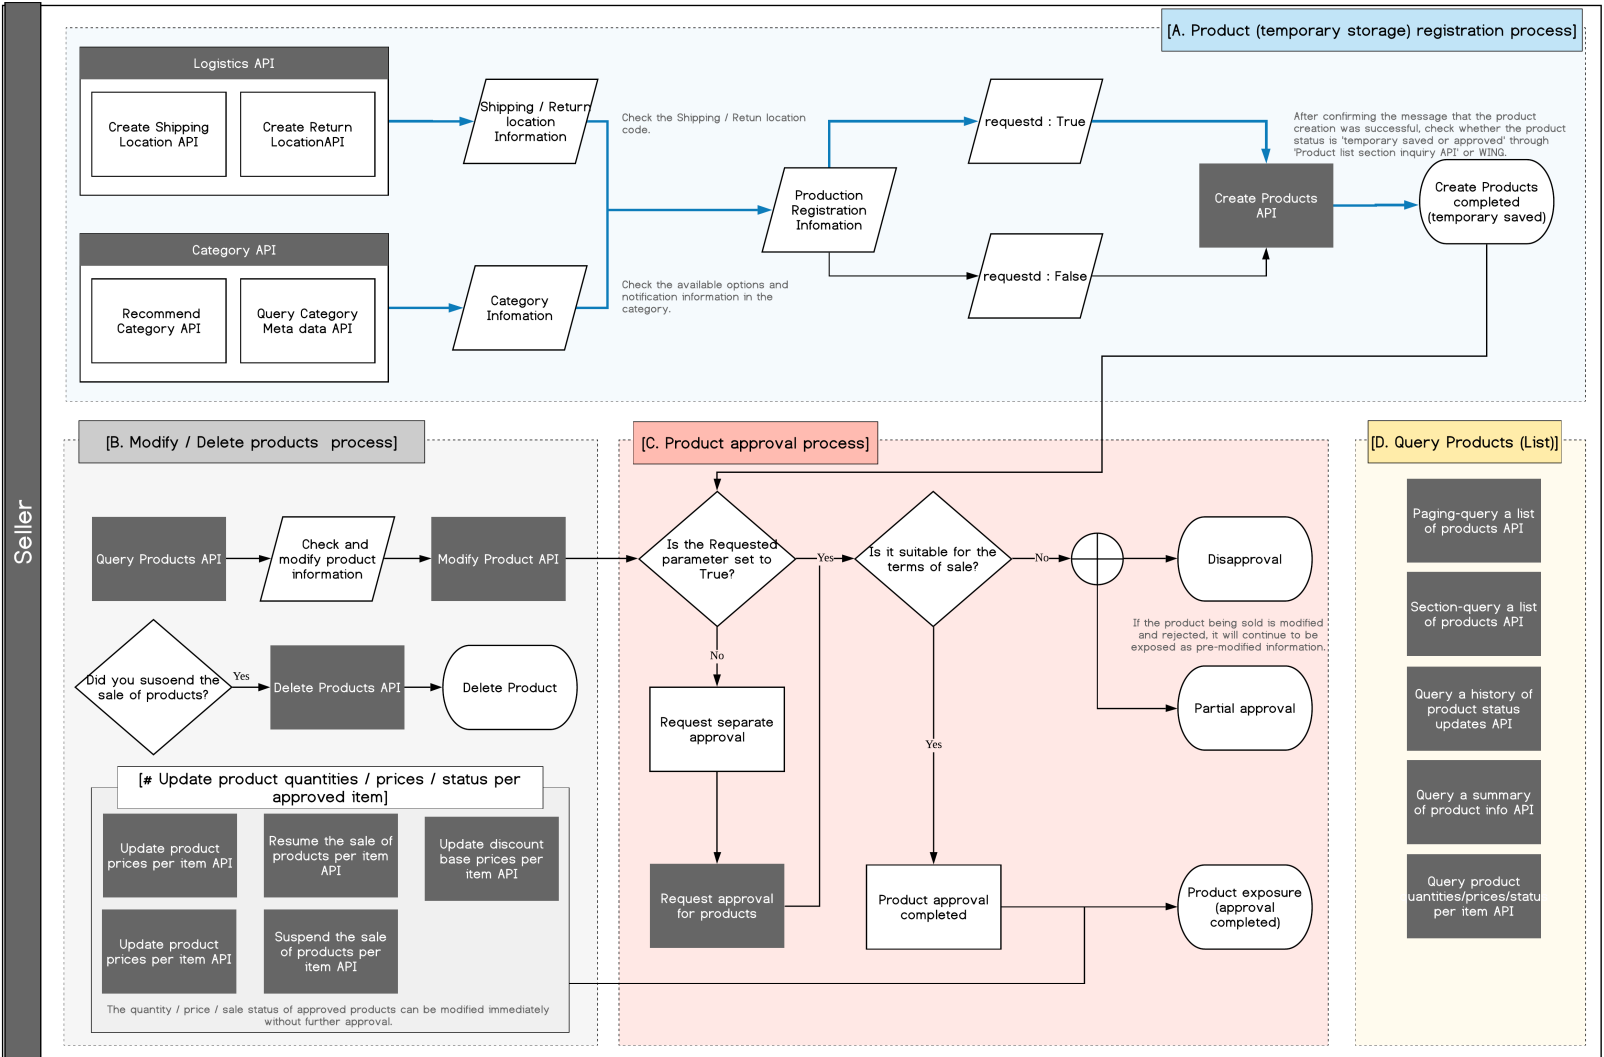 Seller
[A. Product (temporary storage) registration process]
Logistics API
Create Shipping
Location API
Create Return
LocationAPI
Shipping / Return
location
Information
Check the Shipping / Retun location
code.
Category API
Recommend
Category API
Query Category
Meta data API
Category
Infomation
Check the available options and
notification information in the
category.
Production
Registration
Infomation
requestd : True
requestd : False
After confirming the message that the product
creation was successful, check whether the product
status is 'temporary saved or approved' through
'Product list section inquiry API' or WING.
Create Products
API
Create Products
completed
(temporary saved)
[B. Modify / Delete products process]
Query Products API
Check and
modify product
information
Modify Product API
Did you susoend the
sale of products?
Yes
Delete Products API
Delete Product
[# Update product quantities / prices / status per
approved item]
Update product
prices per item API
Resume the sale of
products per item
API
Update discount
base prices per
item API
Update product
prices per item API
Suspend the sale
of products per
item API
The quantity / price / sale status of approved products can be modified immediately
without further approval.
[C. Product approval process]
Is the Requested
parameter set to
True?
Yes
Is it suitable for the
terms of sale?
No
Disapproval
If the product being sold is modified
and rejected, it will continue to be
exposed as pre-modified information.
Partial approval
No
Request separate
approval
Yes
Request approval
for products
Product approval
completed
Product exposure
(approval
completed)
[D. Query Products (List)]
Paging-query a list
of products API
Section-query a list
of products API
Query a history of
product status
updates API
Query a summary
of product info API
Query product
uantities/prices/statu
per item API